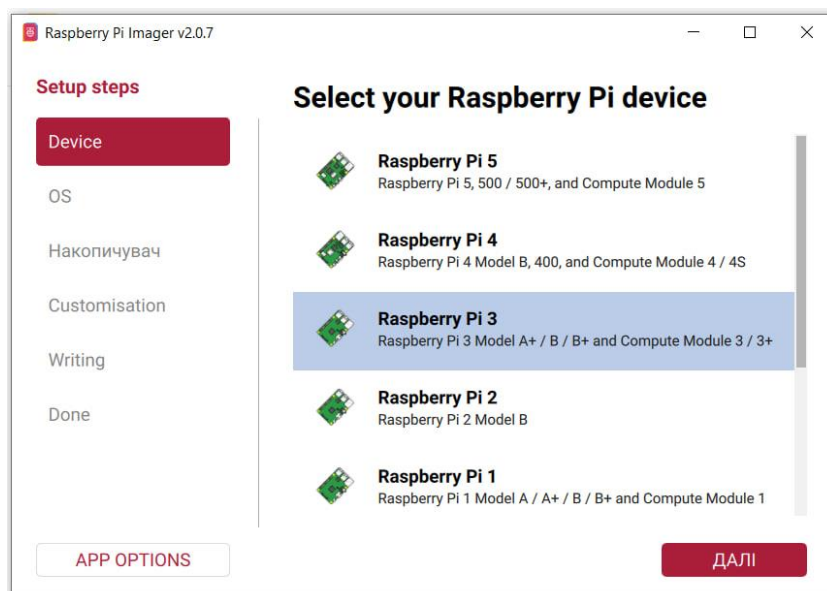 Raspberry Pi Imager v2.0.7
Setup steps
Device
OS
Накопичувач
Customisation
Writing
Done
APP OPTIONS
Select your Raspberry Pi device
Raspberry Pi 5
Raspberry Pi 5, 500 / 500+, and Compute Module 5
Raspberry Pi 4
Raspberry Pi 4 Model B, 400, and Compute Module 4 / 4S
Raspberry Pi 3
Raspberry Pi 3 Model A+ / B / B+ and Compute Module 3 / 3+
Raspberry Pi 2
Raspberry Pi 2 Model B
Raspberry Pi 1
Raspberry Pi 1 Model A / A+ / B / B+ and Compute Module 1
ДАЛІ